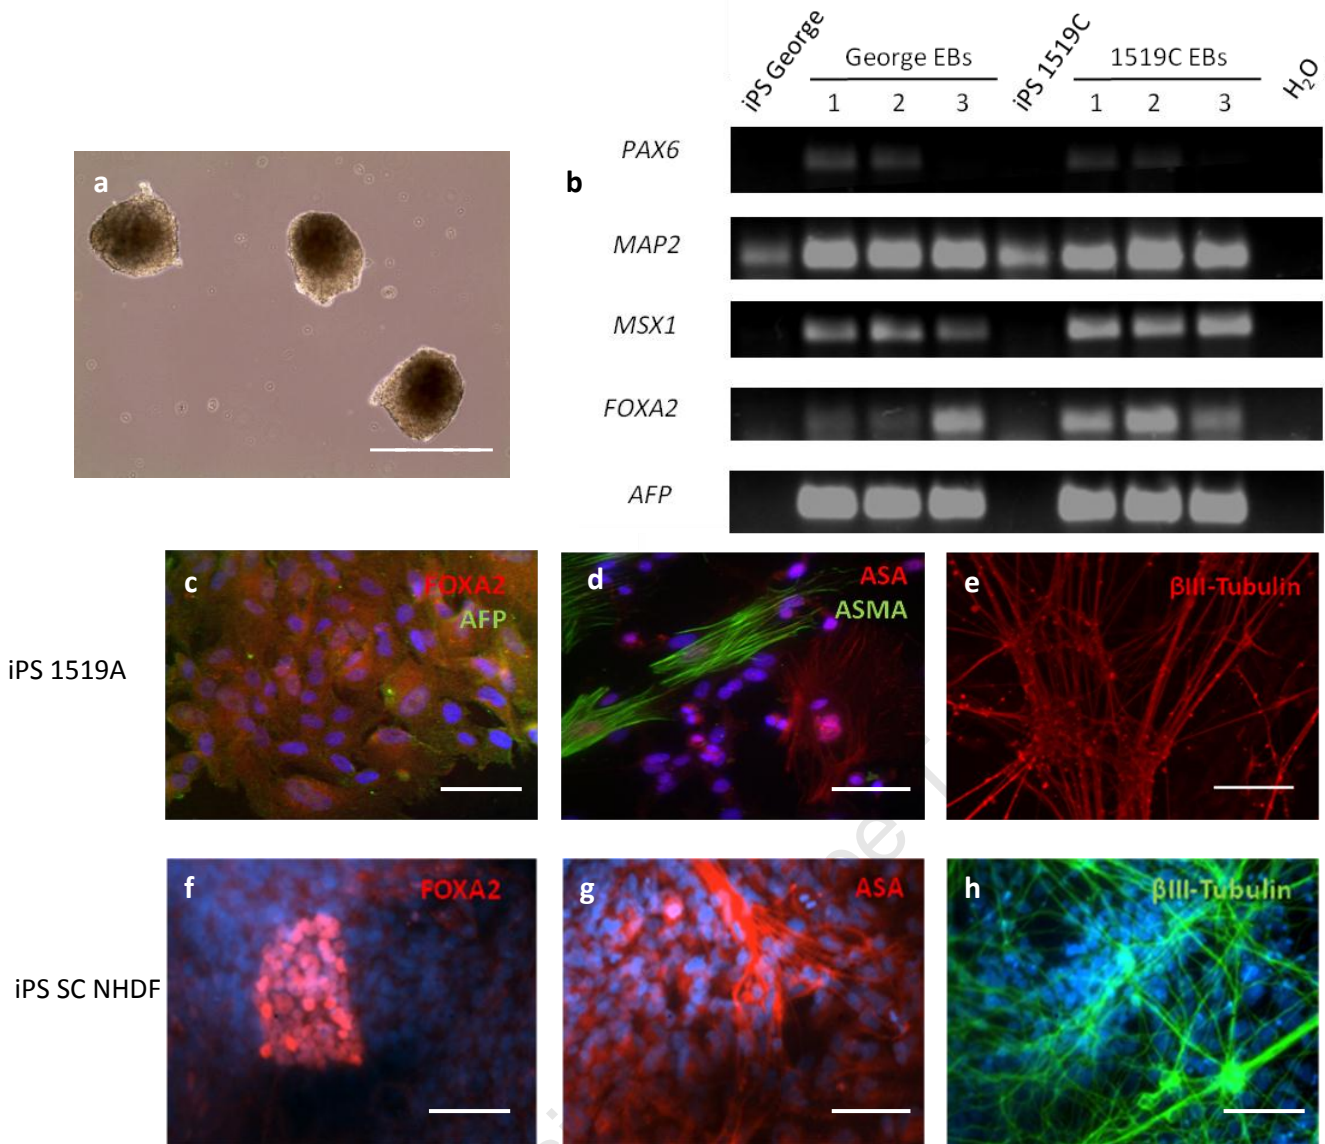 iPS George
George EBs
iPS 1519C
1519C EBs
H₂O
1 2 3 1 2 3
a
b
PAX6
MAP2
MSX1
FOXA2
AFP
iPS 1519A
c
FOXA2
AFP
d
ASA
ASMA
e
βIII-Tubulin
iPS SC NHDF
f
FOXA2
g
ASA
h
βIII-Tubulin